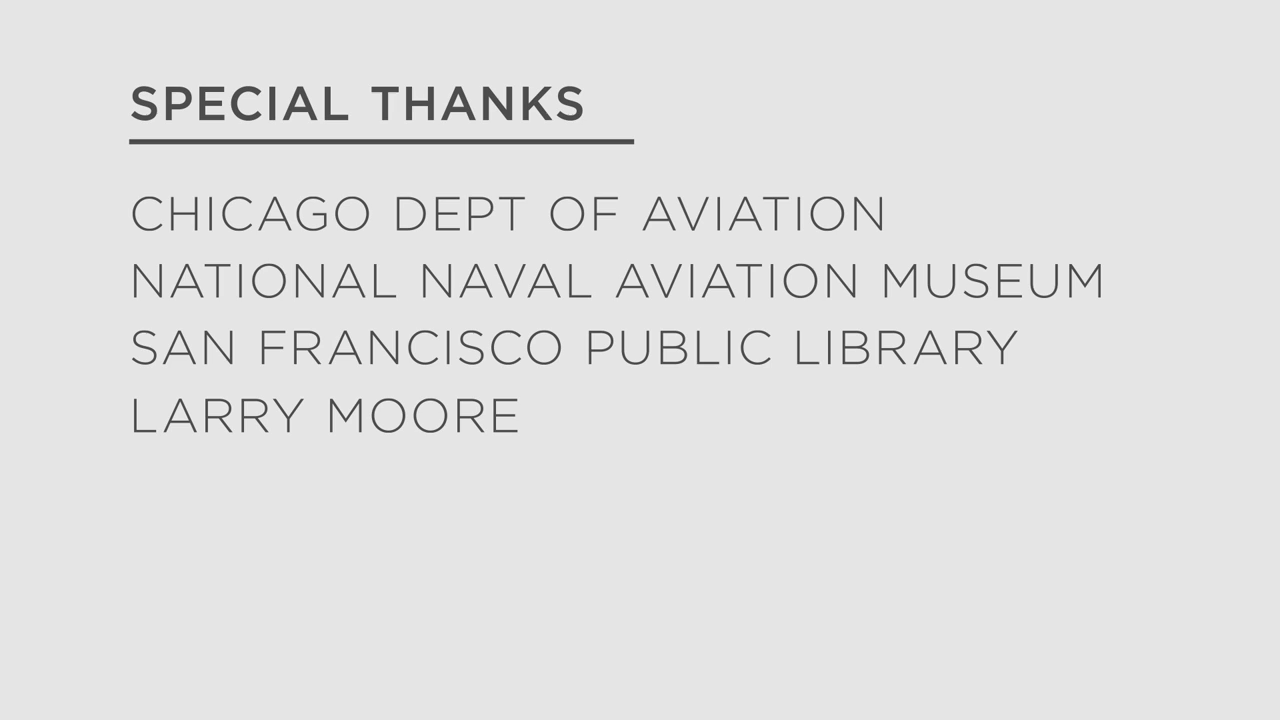 SPECIAL THANKS
CHICAGO DEPT OF AVIATION
NATIONAL NAVAL AVIATION MUSEUM
SAN FRANCISCO PUBLIC LIBRARY
LARRY MOORE